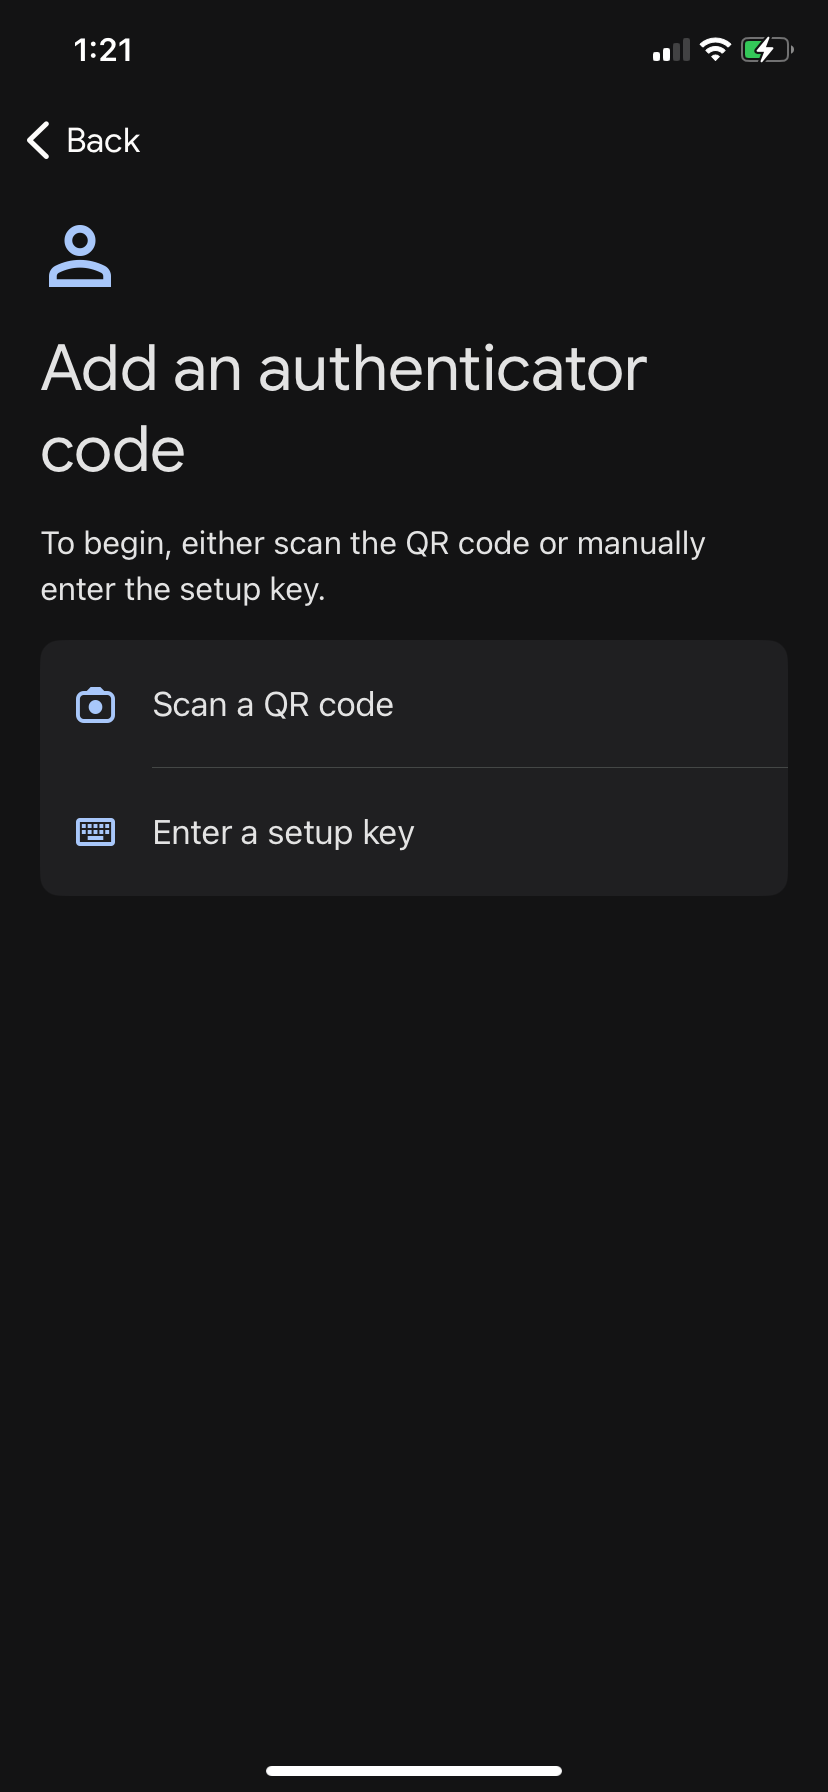 1:21
Back
Add an authenticator
code
To begin, either scan the QR code or manually
enter the setup key.
Scan a QR code
Enter a setup key